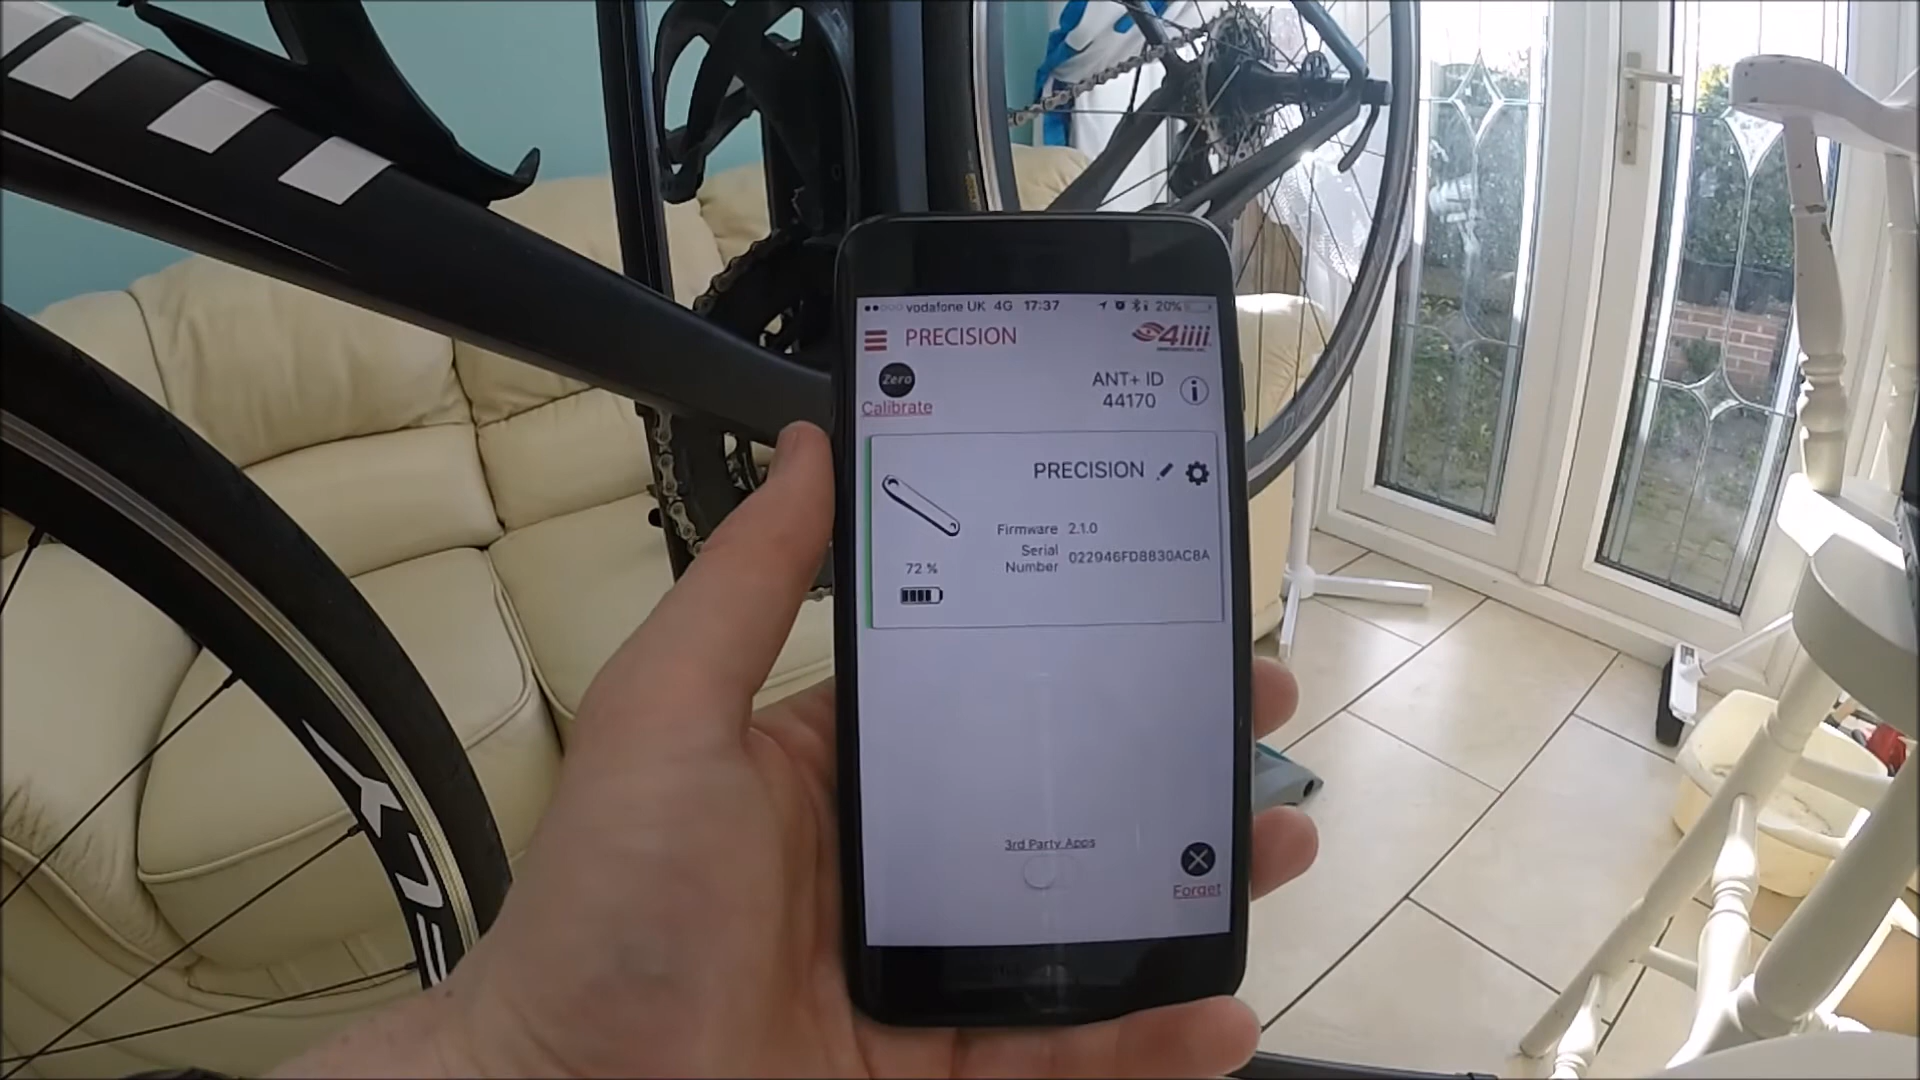 vodafone UK 4G 17:37 20%
PRECISION
4iiii
Zero
Calibrate
ANT+ ID
44170
PRECISION
Firmware 2.1.0
Serial
Number 022946FD8830AC8A
72 %
3rd Party Apps
Forget